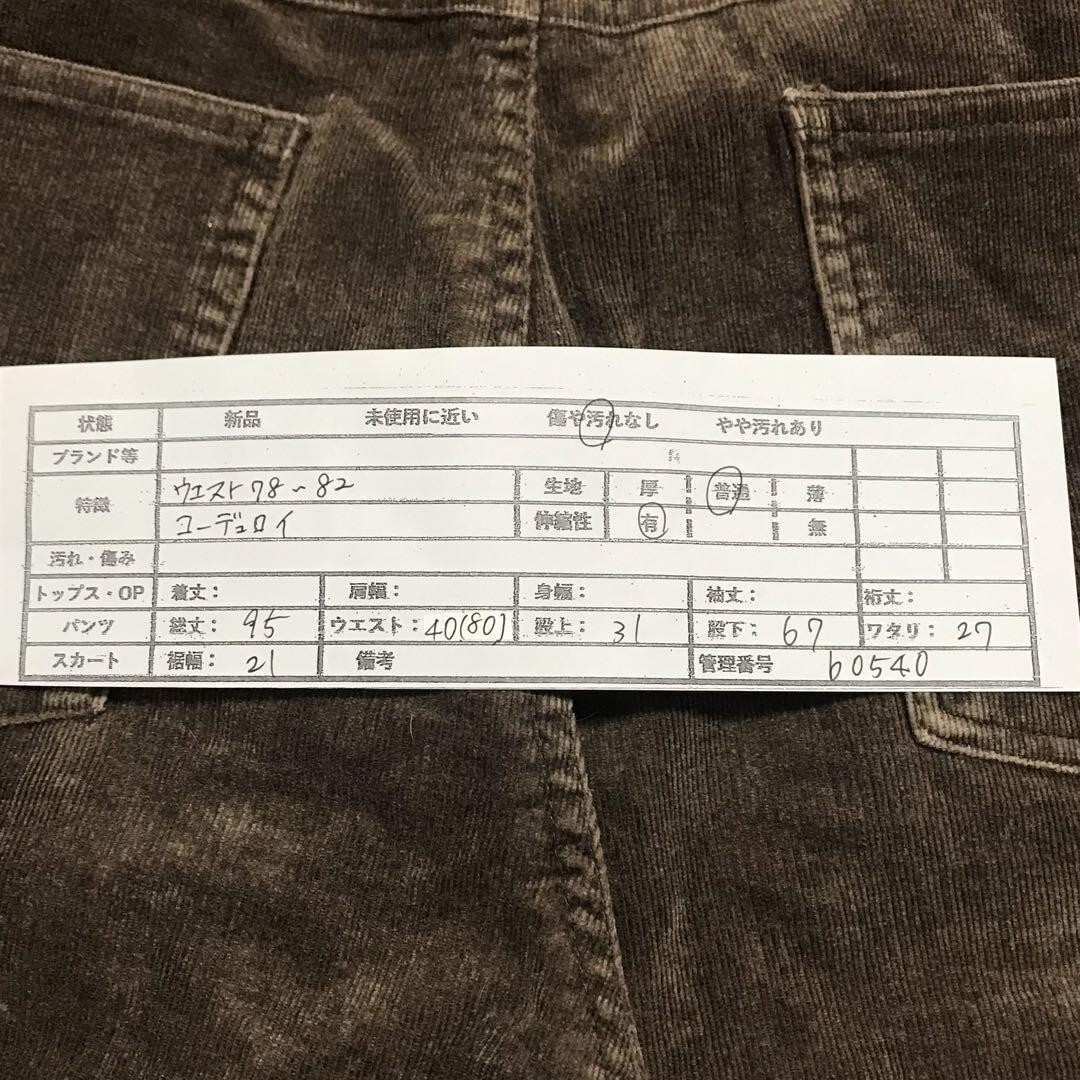 状態 新品 未使用に近い 傷や汚れなし やや汚れあり
ブランド等
特徴 ウエスト78~82 生地 厚 普通 薄
コーデュロイ 伸縮性 有 無
汚れ・傷み
トップス・OP 着丈: 肩幅: 身幅: 袖丈: 裄丈:
パンツ 総丈: 95 ウエスト: 40(80) 股上: 31 股下: 67 ワタリ: 27
スカート 裾幅: 21 備考 管理番号 60540